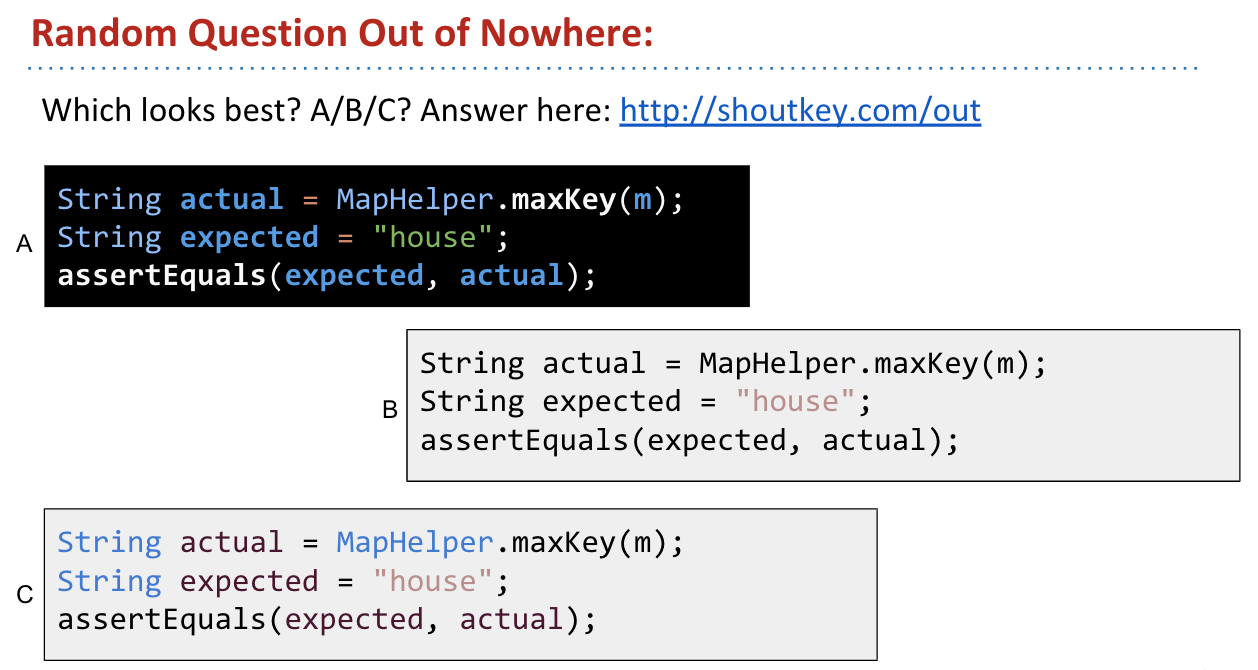 Random Question Out of Nowhere:
Which looks best? A/B/C? Answer here: http://shoutkey.com/out
A
String actual = MapHelper.maxKey(m);
String expected = "house";
assertEquals(expected, actual);
B
String actual = MapHelper.maxKey(m);
String expected = "house";
assertEquals(expected, actual);
C
String actual = MapHelper.maxKey(m);
String expected = "house";
assertEquals(expected, actual);